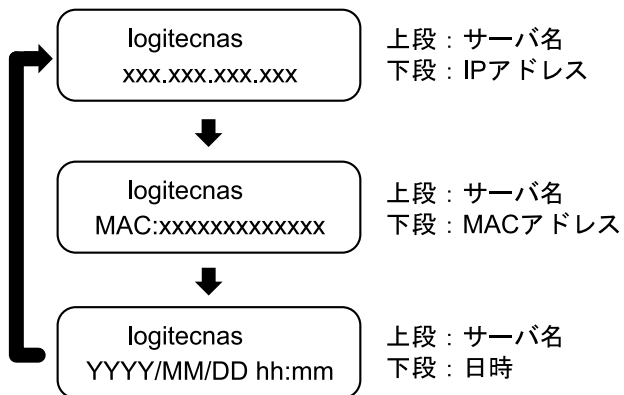 logitecnas
xxx.xxx.xxx.xxx
上段：サーバ名
下段：IPアドレス
logitecnas
MAC:xxxxxxxxxxxxx
上段：サーバ名
下段：MACアドレス
logitecnas
YYYY/MM/DD hh:mm
上段：サーバ名
下段：日時